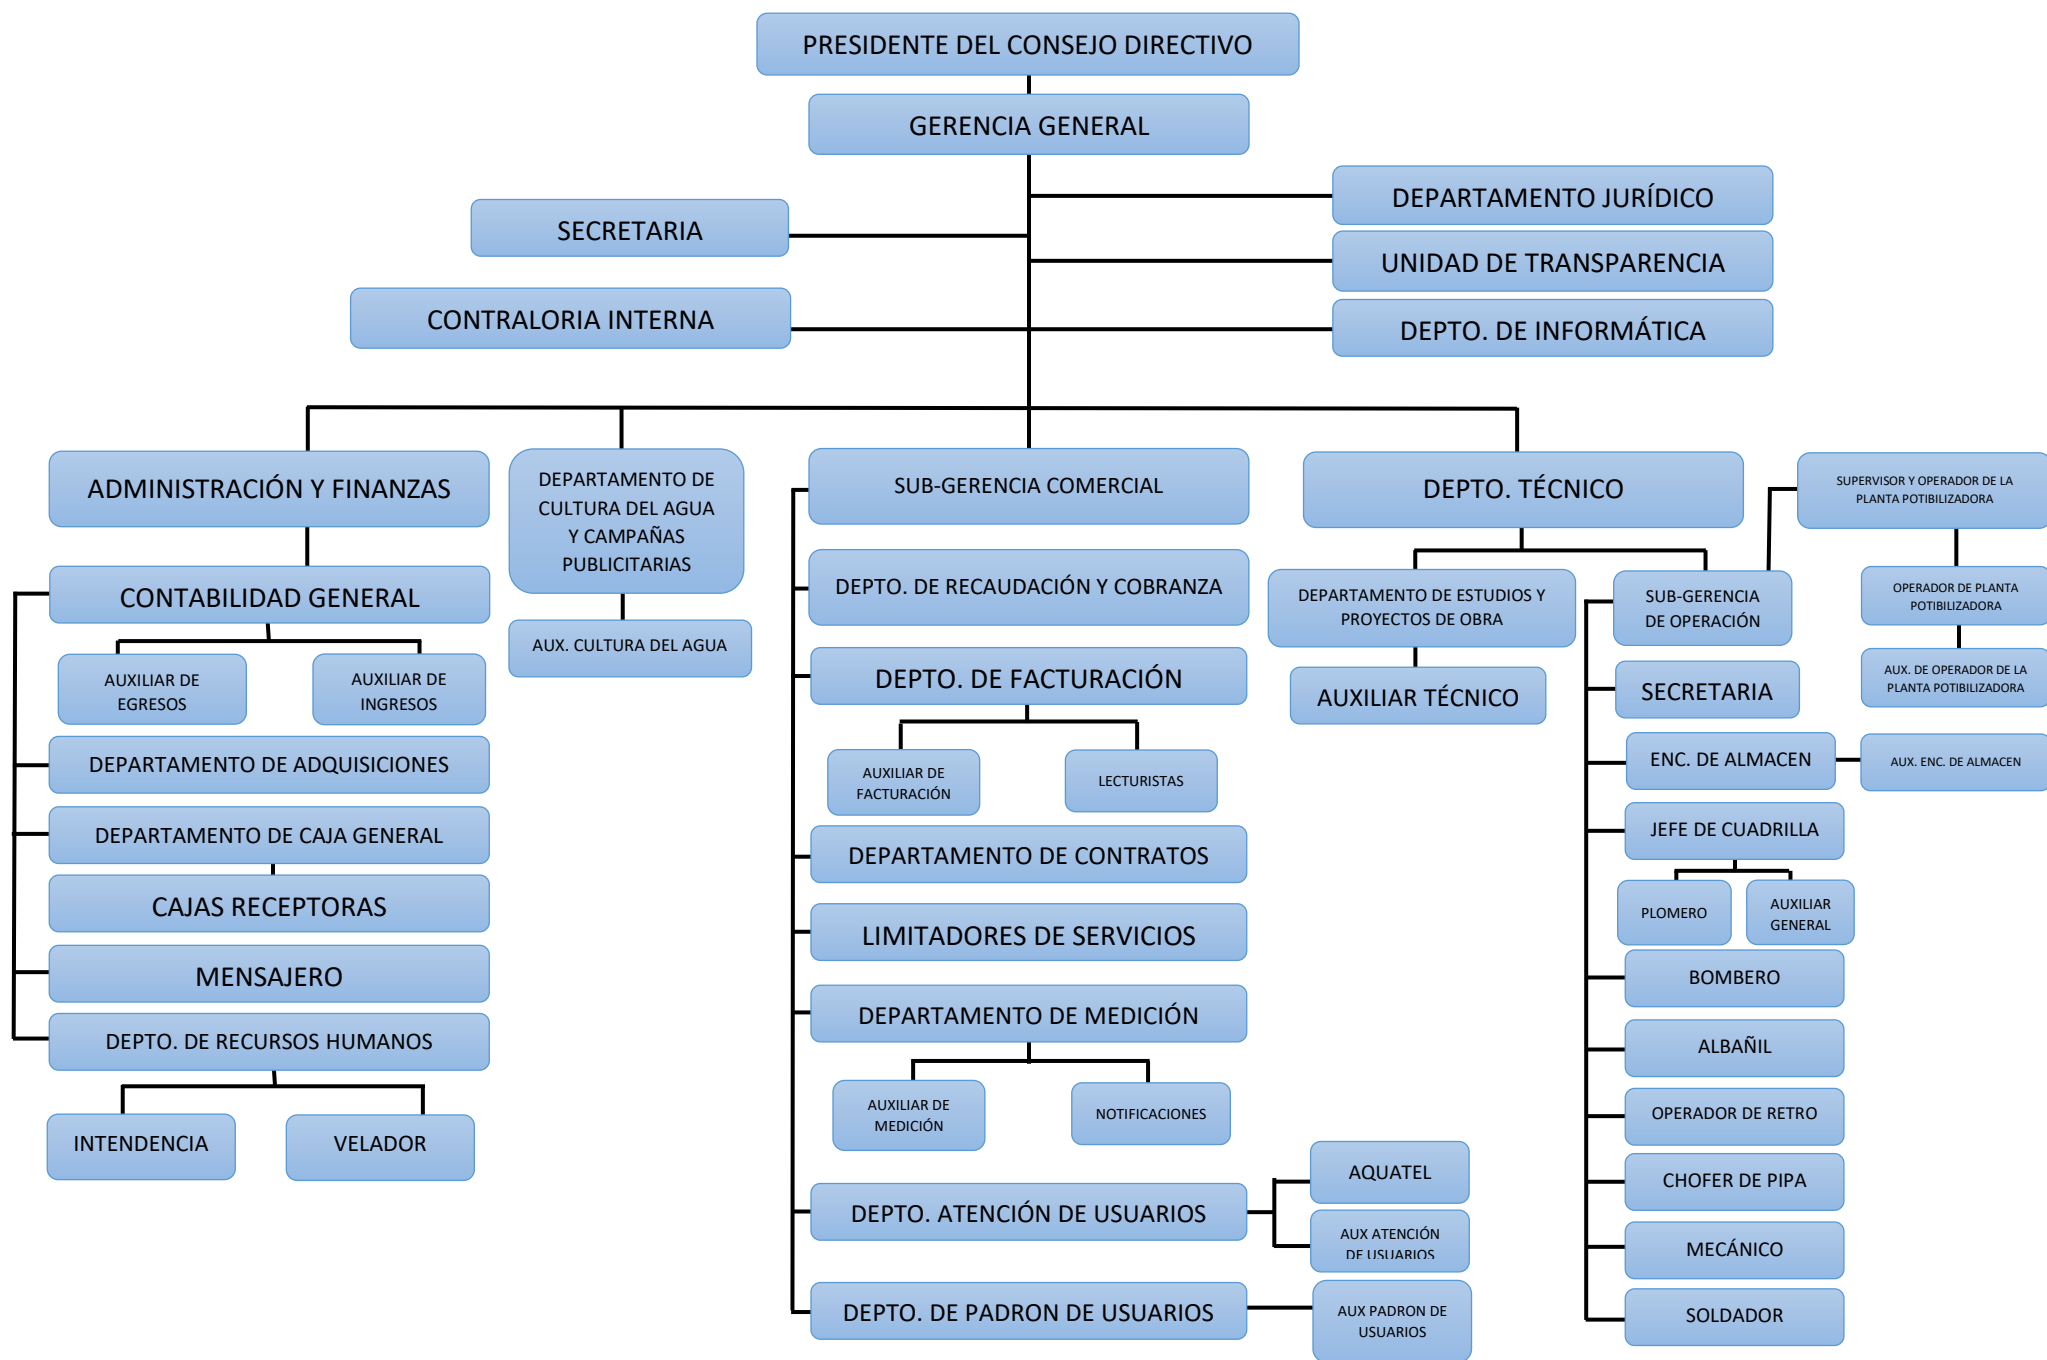 PRESIDENTE DEL CONSEJO DIRECTIVO
GERENCIA GENERAL
DEPARTAMENTO JURÍDICO
SECRETARIA
UNIDAD DE TRANSPARENCIA
CONTRALORIA INTERNA
DEPTO. DE INFORMÁTICA
ADMINISTRACIÓN Y FINANZAS
CONTABILIDAD GENERAL
AUXILIAR DE
EGRESOS
AUXILIAR DE
INGRESOS
DEPARTAMENTO DE ADQUISICIONES
DEPARTAMENTO DE CAJA GENERAL
CAJAS RECEPTORAS
MENSAJERO
DEPTO. DE RECURSOS HUMANOS
INTENDENCIA
VELADOR
DEPARTAMENTO DE
CULTURA DEL AGUA
Y CAMPAÑAS
PUBLICITARIAS
AUX. CULTURA DEL AGUA
SUB-GERENCIA COMERCIAL
DEPTO. DE RECAUDACIÓN Y COBRANZA
DEPTO. DE FACTURACIÓN
AUXILIAR DE
FACTURACIÓN
LECTURISTAS
DEPARTAMENTO DE CONTRATOS
LIMITADORES DE SERVICIOS
DEPARTAMENTO DE MEDICIÓN
AUXILIAR DE
MEDICIÓN
NOTIFICACIONES
DEPTO. ATENCIÓN DE USUARIOS
AQUATEL
AUX ATENCIÓN
DE USUARIOS
DEPTO. DE PADRON DE USUARIOS
AUX PADRON DE
USUARIOS
DEPTO. TÉCNICO
DEPARTAMENTO DE ESTUDIOS Y
PROYECTOS DE OBRA
AUXILIAR TÉCNICO
SUB-GERENCIA
DE OPERACIÓN
SUPERVISOR Y OPERADOR DE LA
PLANTA POTIBILIZADORA
OPERADOR DE PLANTA
POTIBILIZADORA
AUX. DE OPERADOR DE LA
PLANTA POTIBILIZADORA
SECRETARIA
ENC. DE ALMACEN
AUX. ENC. DE ALMACEN
JEFE DE CUADRILLA
PLOMERO
AUXILIAR
GENERAL
BOMBERO
ALBAÑIL
OPERADOR DE RETRO
CHOFER DE PIPA
MECÁNICO
SOLDADOR